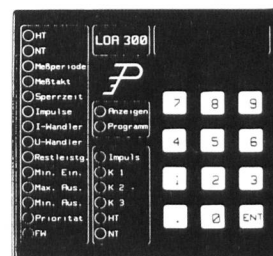 HT
NT
Meßperiode
Meßtakt
Sperrzeit
Impulse
I-Wandler
U-Wandler
Restleistg.
Min. Ein.
Max. Aus.
Min. Aus.
Priorität
FW
LOA 300
Anzeigen
Programm
Impuls
K 1
K 2
K 3
HT
NT
7 8 9
4 5 6
1 2 3
. 0 ENT